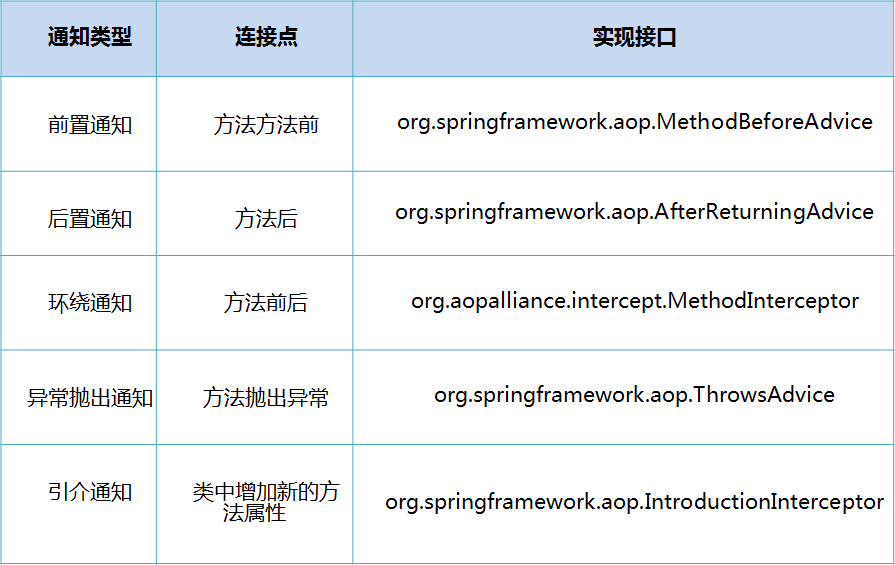 通知类型 连接点 实现接口
前置通知 方法方法前 org.springframework.aop.MethodBeforeAdvice
后置通知 方法后 org.springframework.aop.AfterReturningAdvice
环绕通知 方法前后 org.aopalliance.intercept.MethodInterceptor
异常抛出通知 方法抛出异常 org.springframework.aop.ThrowsAdvice
引介通知 类中增加新的方
法属性 org.springframework.aop.IntroductionInterceptor